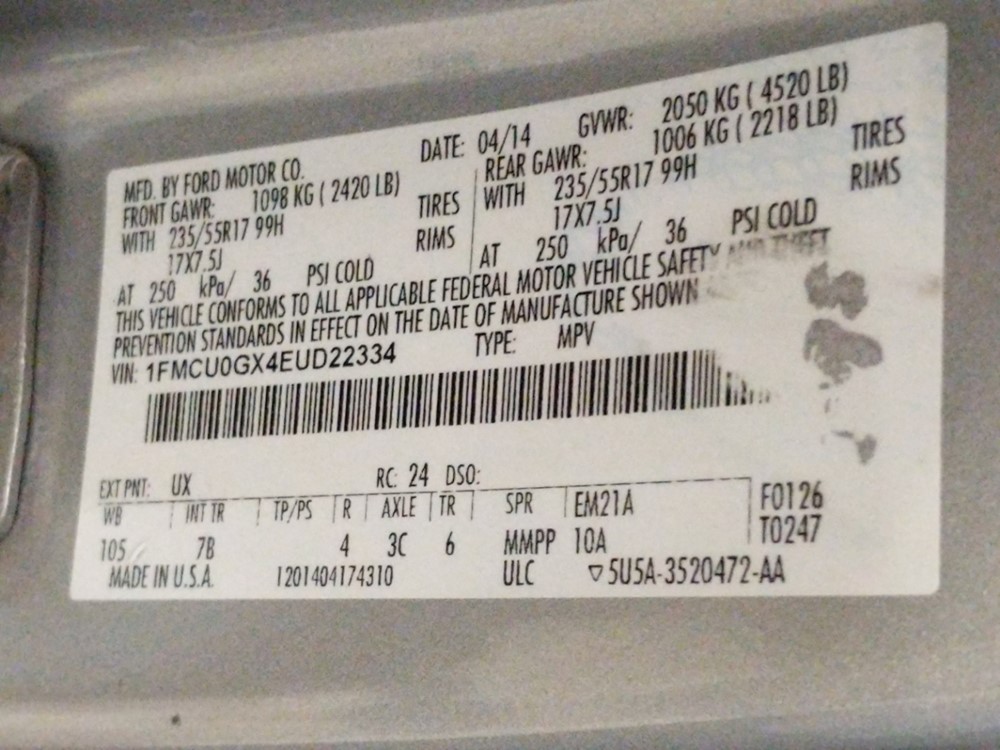 MFD. BY FORD MOTOR CO. DATE: 04/14 GVWR: 2050 KG ( 4520 LB)
FRONT GAWR: 1098 KG ( 2420 LB) REAR GAWR: 1006 KG ( 2218 LB)
WITH 235/55R17 99H TIRES WITH 235/55R17 99H TIRES
17X7.5J RIMS 17X7.5J RIMS
AT 250 kPa/ 36 PSI COLD AT 250 kPa/ 36 PSI COLD
THIS VEHICLE CONFORMS TO ALL APPLICABLE FEDERAL MOTOR VEHICLE SAFETY AND THEFT
PREVENTION STANDARDS IN EFFECT ON THE DATE OF MANUFACTURE SHOWN
VIN: 1FMCU0GX4EUD22334 TYPE: MPV
EXT PNT: UX RC: 24 DSO:
WB INT TR TP/PS R AXLE TR SPR EM21A F0126
105 7B 4 3C 6 MMPP 10A T0247
MADE IN U.S.A. 1201404174310 ULC ▽5U5A-3520472-AA